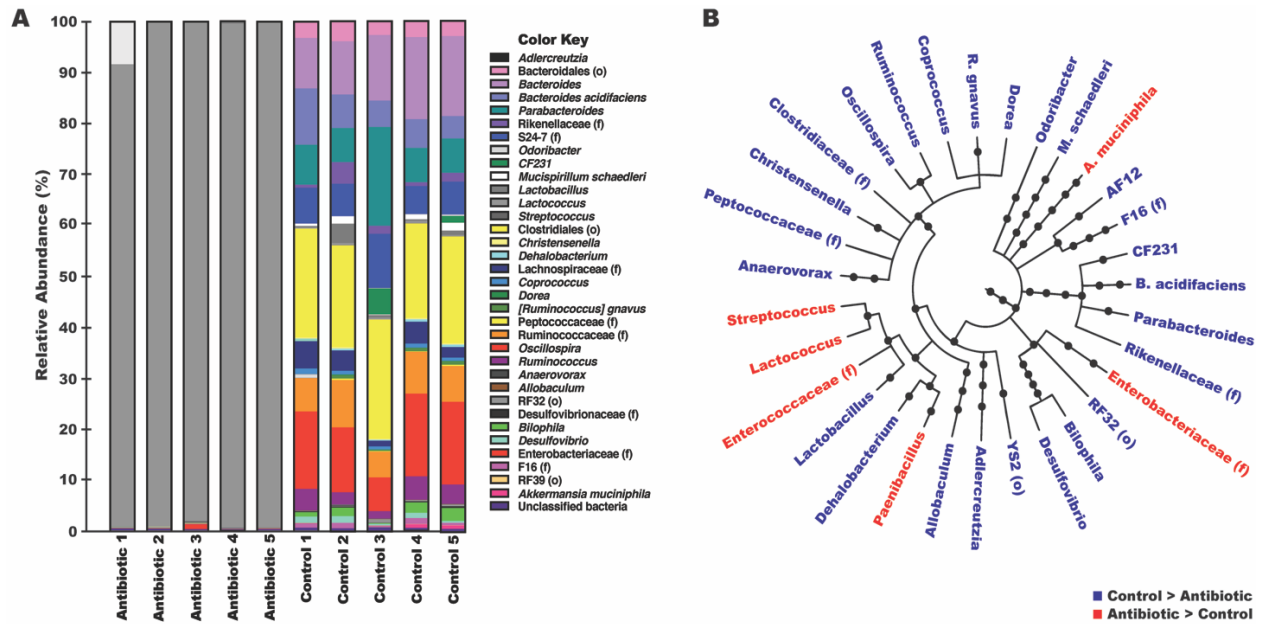 A
B
Relative Abundance (%)
100
90
80
70
60
50
40
30
20
10
0
Antibiotic 1
Antibiotic 2
Antibiotic 3
Antibiotic 4
Antibiotic 5
Control 1
Control 2
Control 3
Control 4
Control 5
Color Key
Adlercreutzia
Bacteroidales (o)
Bacteroides
Bacteroides acidifaciens
Parabacteroides
Rikenellaceae (f)
S24-7 (f)
Odoribacter
CF231
Mucispirillum schaedleri
Lactobacillus
Lactococcus
Streptococcus
Clostridiales (o)
Christensenella
Dehalobacterium
Lachnospiraceae (f)
Coprococcus
Dorea
[Ruminococcus] gnavus
Peptococcaceae (f)
Ruminococcaceae (f)
Oscillospira
Ruminococcus
Anaerovorax
Allobaculum
RF32 (o)
Desulfovibrionaceae (f)
Bilophila
Desulfovibrio
Enterobacteriaceae (f)
F16 (f)
RF39 (o)
Akkermansia muciniphila
Unclassified bacteria
Anaerovorax
Peptococcaceae (f)
Christensenella
Clostridiaceae (f)
Oscillospira
Ruminococcus
Coprococcus
R. gnavus
Dorea
Odoribacter
M. schaedleri
A. muciniphila
AF12
F16 (f)
CF231
B. acidifaciens
Parabacteroides
Rikenellaceae (f)
Enterobacteriaceae (f)
RF32 (o)
Bilophila
Desulfovibrio
YS2 (o)
Adlercreutzia
Allobaculum
Paenibacillus
Dehalobacterium
Lactobacillus
Enterococcaceae (f)
Lactococcus
Streptococcus
Control > Antibiotic
Antibiotic > Control